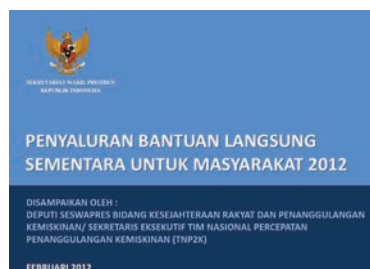 SEKRETARIAT WAKIL PRESIDEN
REPUBLIK INDONESIA
PENYALURAN BANTUAN LANGSUNG
SEMENTARA UNTUK MASYARAKAT 2012
DISAMPAIKAN OLEH :
DEPUTI SESWAPRES BIDANG KESEJAHTERAAN RAKYAT DAN PENANGGULANGAN
KEMISKINAN/ SEKRETARIS EKSEKUTIF TIM NASIONAL PERCEPATAN
PENANGGULANGAN KEMISKINAN (TNP2K)
FEBRUARI 2012